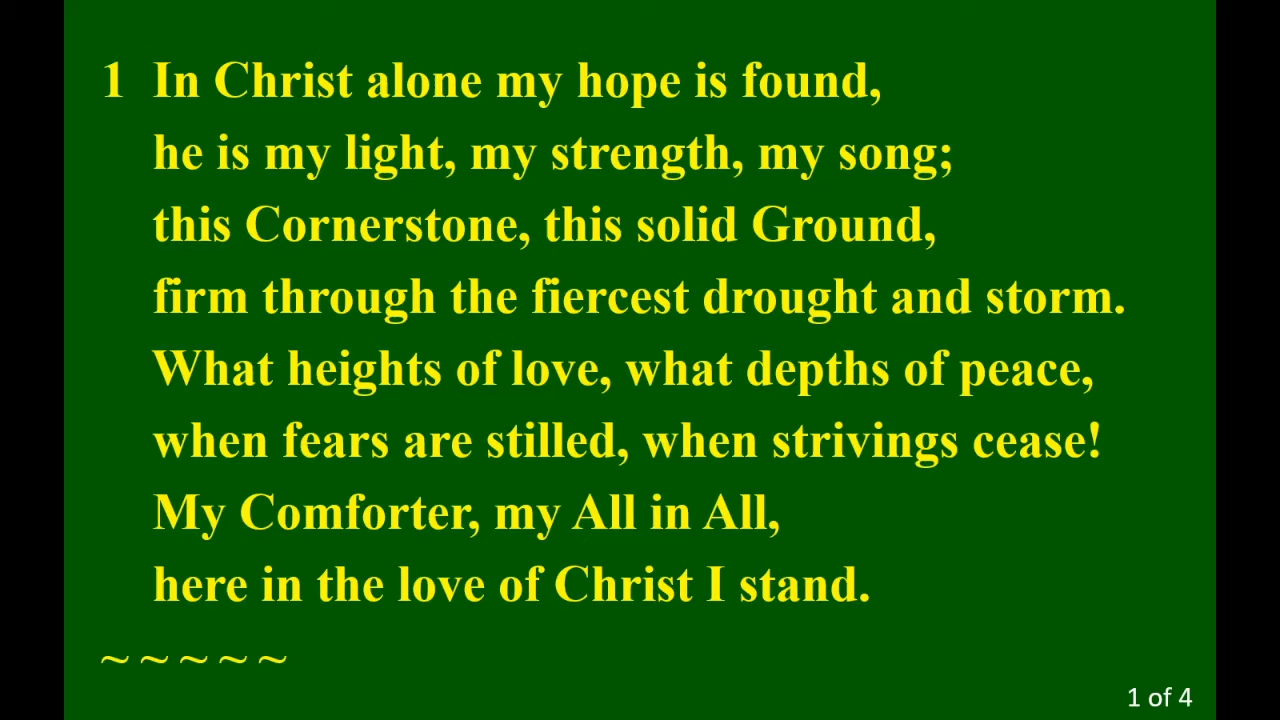 1 In Christ alone my hope is found,
he is my light, my strength, my song;
this Cornerstone, this solid Ground,
firm through the fiercest drought and storm.
What heights of love, what depths of peace,
when fears are stilled, when strivings cease!
My Comforter, my All in All,
here in the love of Christ I stand.
~ ~ ~ ~ ~
1 of 4